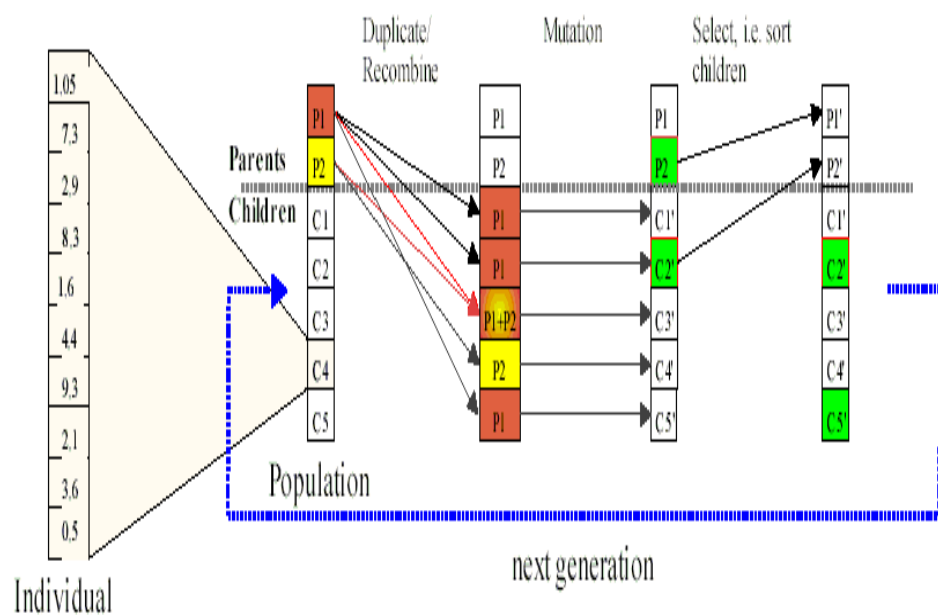 Duplicate/
Recombine
Mutation
Select, i.e. sort
children
1,05
7,3
2,9
8,3
1,6
4,4
9,3
2,1
3,6
0,5
Individual
Parents
Children
P1
P2
C1
C2
C3
C4
C5
Population
P1
P2
P1
P1
P1+P2
P2
P1
P1
P2
C1'
C2'
C3'
C4'
C5'
P1'
P2'
C1'
C2'
C3'
C4'
C5'
next generation